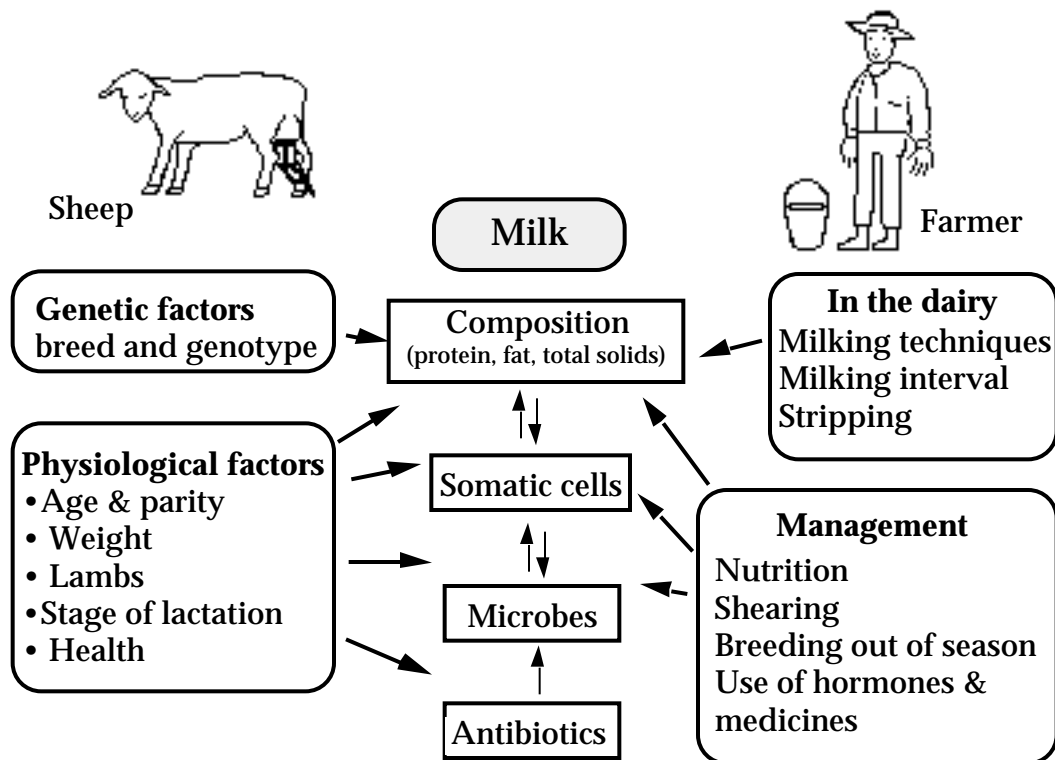 Sheep
Farmer
Milk
Genetic factors
breed and genotype
Composition
(protein, fat, total solids)
In the dairy
Milking techniques
Milking interval
Stripping
Physiological factors
•Age & parity
• Weight
• Lambs
•Stage of lactation
• Health
Somatic cells
Microbes
Antibiotics
Management
Nutrition
Shearing
Breeding out of season
Use of hormones &
medicines